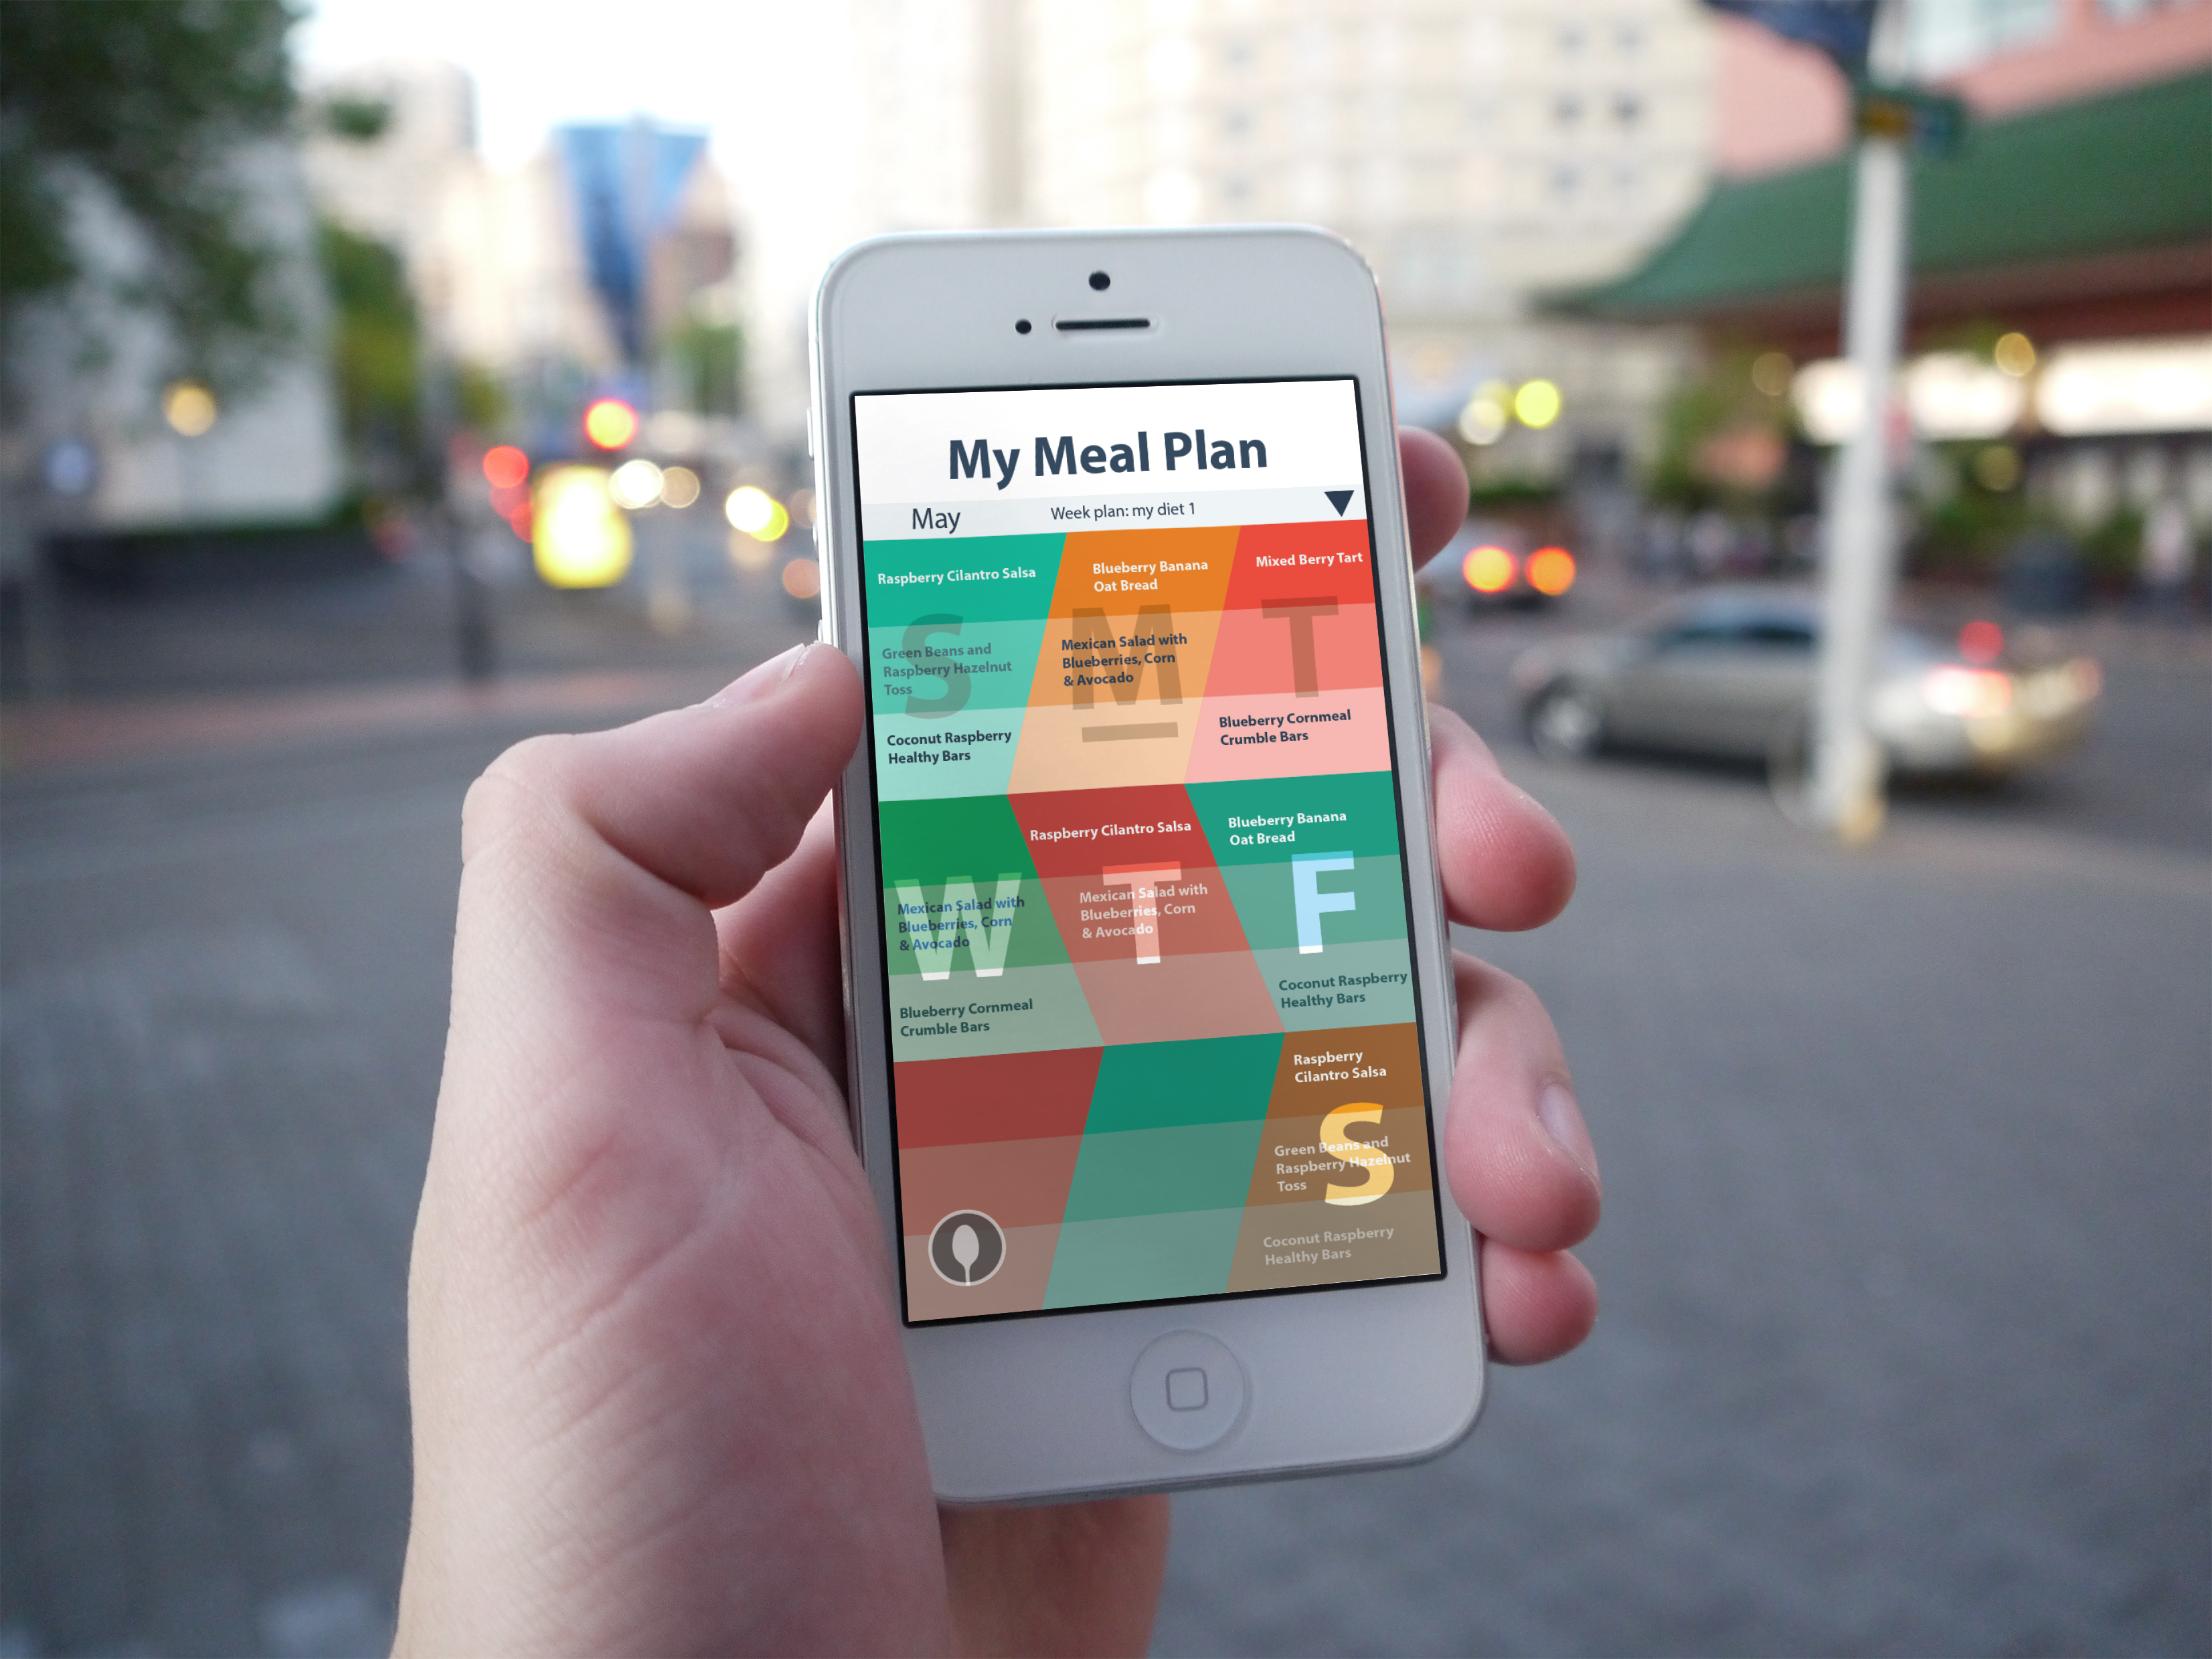 My Meal Plan
May
Week plan: my diet 1
Raspberry Cilantro Salsa
Green Beans and
Raspberry Hazelnut
Toss
Coconut Raspberry
Healthy Bars
S
Blueberry Banana
Oat Bread
Mexican Salad with
Blueberries, Corn
& Avocado
M
Mixed Berry Tart
T
Blueberry Cornmeal
Crumble Bars
W
Mexican Salad with
Blueberries, Corn
& Avocado
Blueberry Cornmeal
Crumble Bars
Raspberry Cilantro Salsa
T
Mexican Salad with
Blueberries, Corn
& Avocado
Blueberry Banana
Oat Bread
F
Coconut Raspberry
Healthy Bars
Raspberry
Cilantro Salsa
S
Green Beans and
Raspberry Hazelnut
Toss
Coconut Raspberry
Healthy Bars